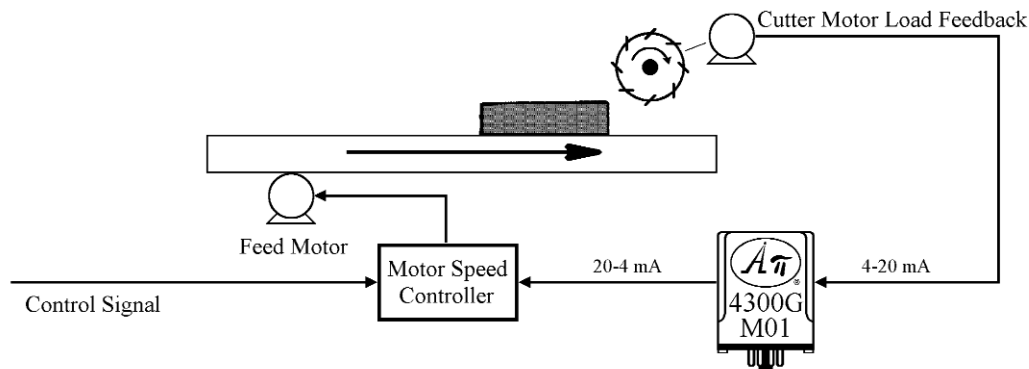 Cutter Motor Load Feedback
Feed Motor
Motor Speed
Controller
20-4 mA
4-20 mA
Aπ
®
4300G
M01
Control Signal